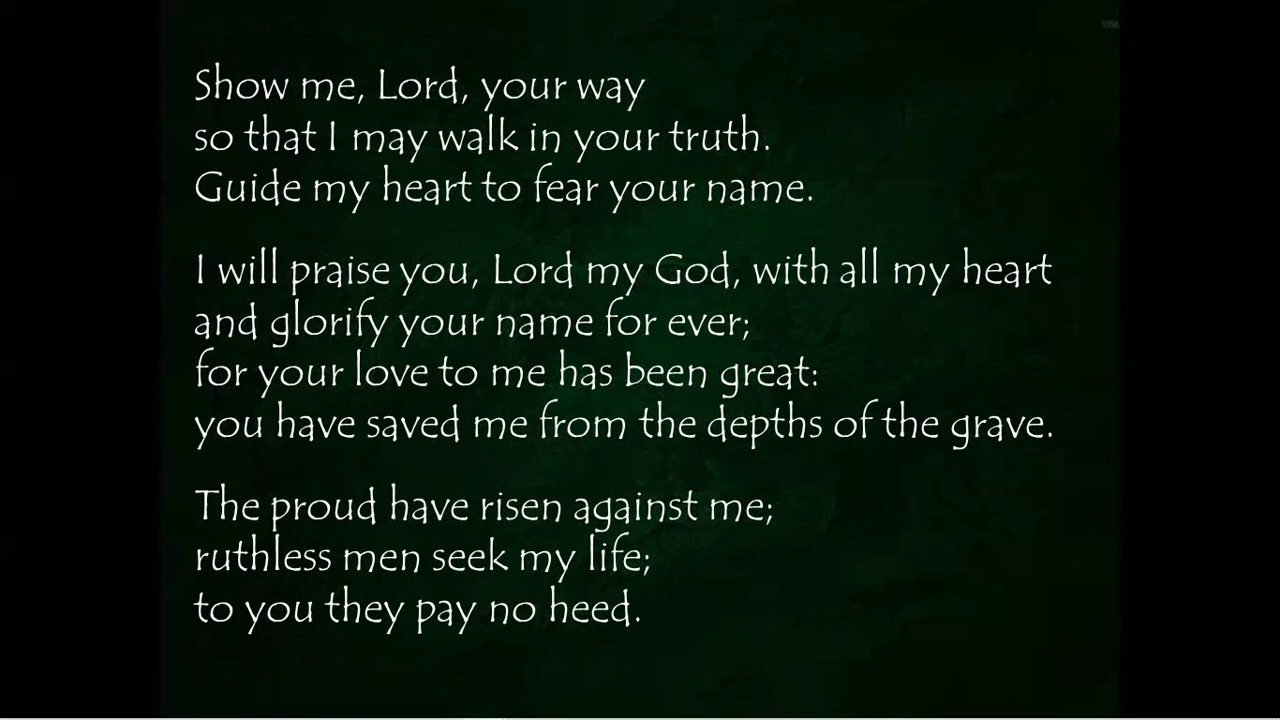 Show me, Lord, your way
so that I may walk in your truth.
Guide my heart to fear your name.
I will praise you, Lord my God, with all my heart
and glorify your name for ever;
for your love to me has been great:
you have saved me from the depths of the grave.
The proud have risen against me;
ruthless men seek my life;
to you they pay no heed.